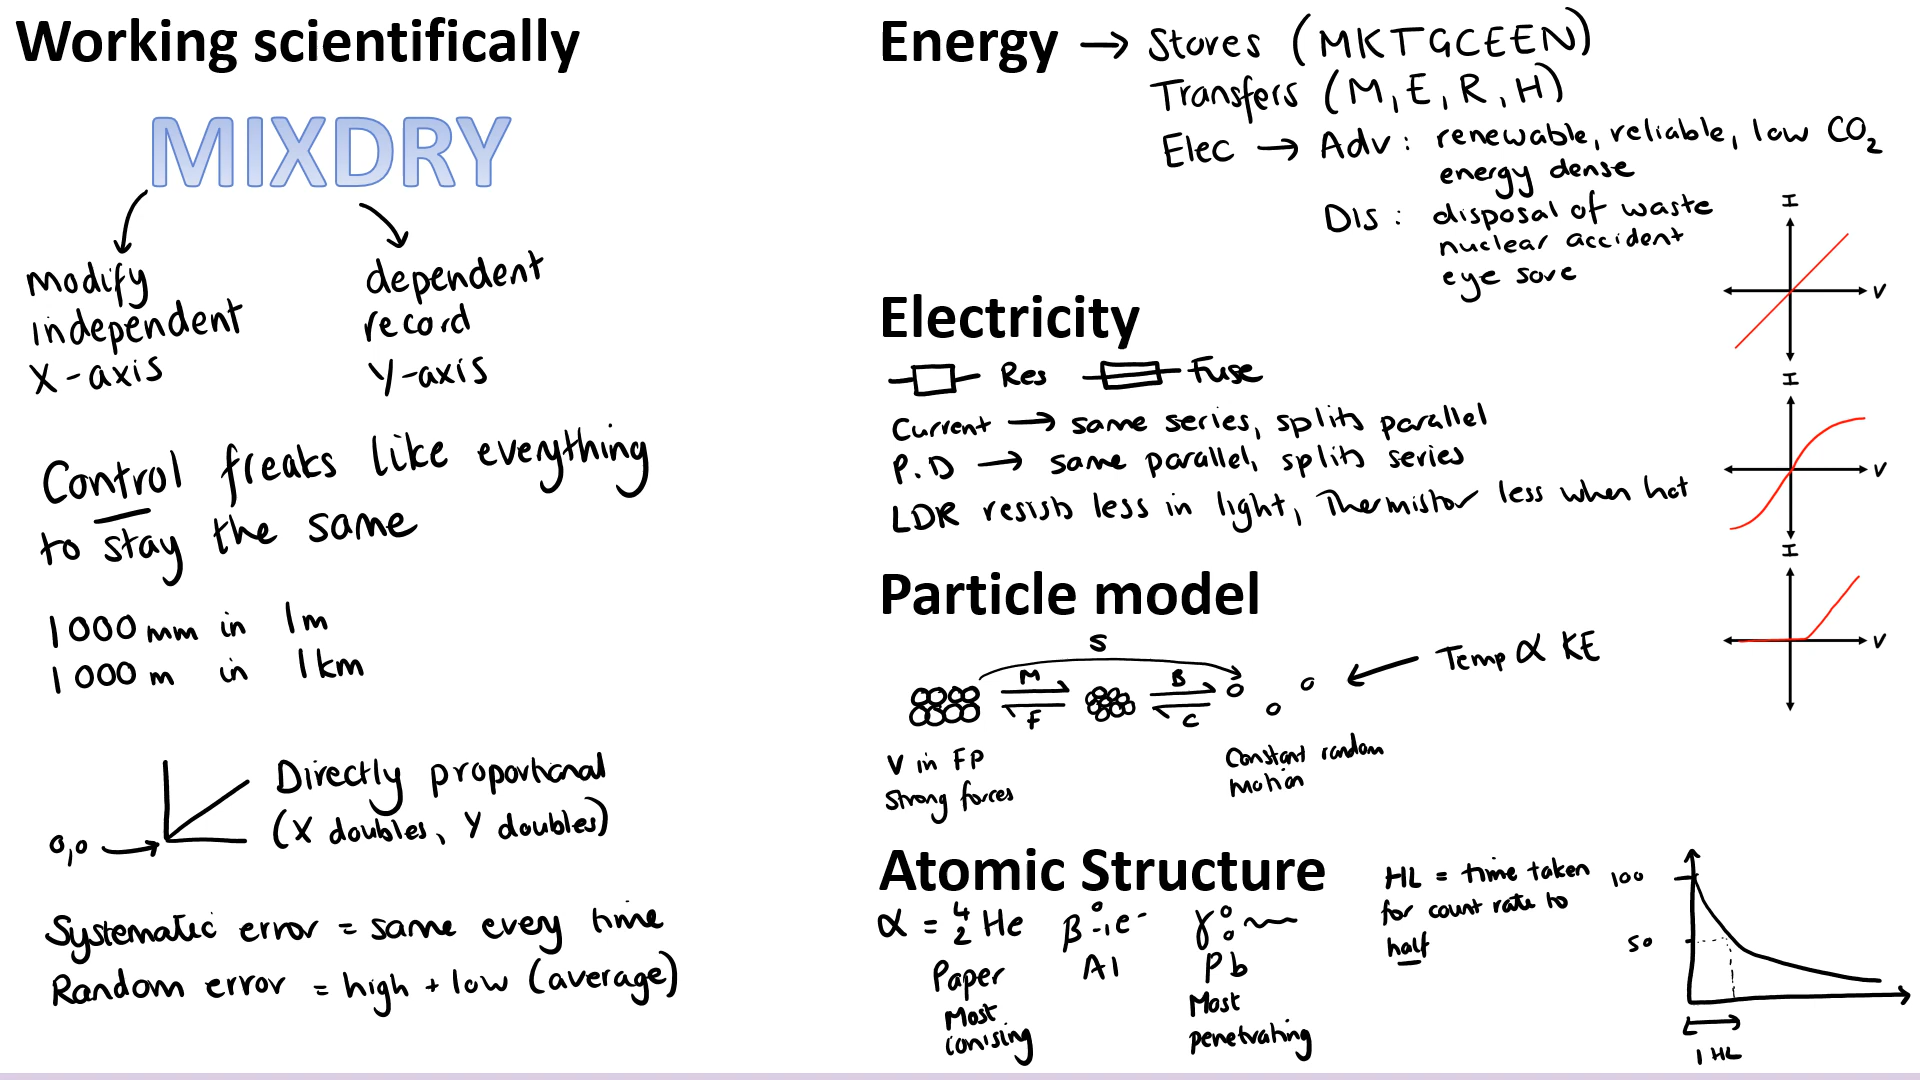 Working scientifically
MIXDRY
modify
independent
X-axis
dependent
record
Y-axis
Control freaks like everything
to stay the same
1000mm in 1m
1000m in 1km
0,0
Directly proportional
(X doubles, Y doubles)
Systematic error = same every time
Random error = high + low (average)
Energy → Stores (MKTGCEEN)
Transfers (M, E, R, H)
Elec → Adv: renewable, reliable, low CO2
energy dense
DIS: disposal of waste
nuclear accident
eye sore
I
V
I
V
I
V
Electricity
Res
Fuse
Current → same series, splits parallel
P.D → same parallel, splits series
LDR resists less in light, Thermistor less when hot
Particle model
S
M
F
B
C
Temp ∝ KE
V in FP
Strong forces
Constant random
motion
Atomic Structure
α = 4 2 He
β 0 -1 e-
γ 0 0
Paper
Al
Pb
Most
ionising
Most
penetrating
HL = time taken
for count rate to
half
100
50
1 HL